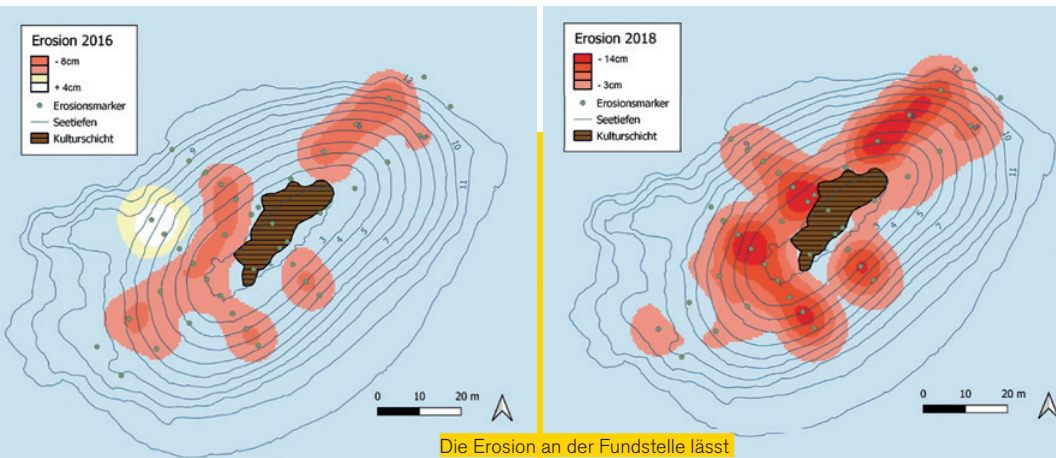 Erosion 2016
- 8cm
+ 4cm
Erosionsmarker
Seetiefen
Kulturschicht
12
9
6
8
10
11
3
4
5
7
0 10 20 m
Erosion 2018
- 14cm
- 3cm
Erosionsmarker
Seetiefen
Kulturschicht
12
9
6
8
10
11
3
4
5
7
0 10 20 m
Die Erosion an der Fundstelle lässt